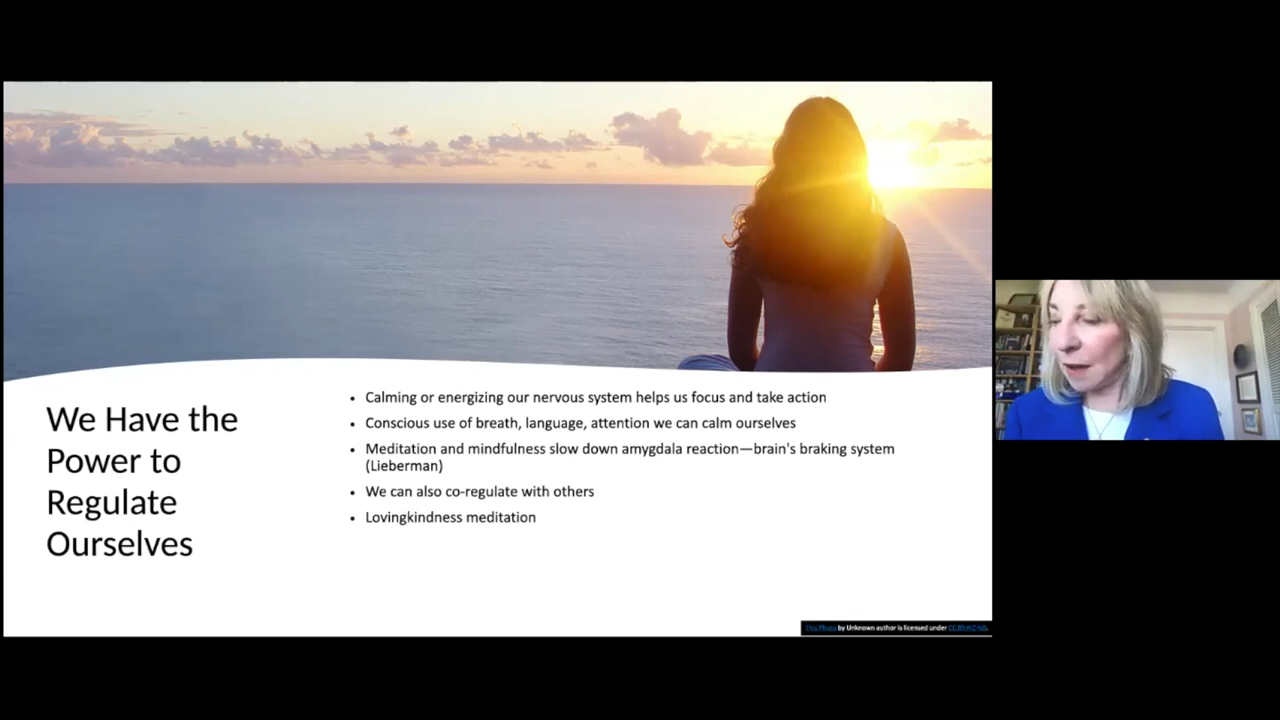 We Have the
Power to
Regulate
Ourselves
Calming or energizing our nervous system helps us focus and take action
Conscious use of breath, language, attention we can calm ourselves
Meditation and mindfulness slow down amygdala reaction—brain's braking system
(Lieberman)
We can also co-regulate with others
Lovingkindness meditation
This Photo by Unknown author is licensed under